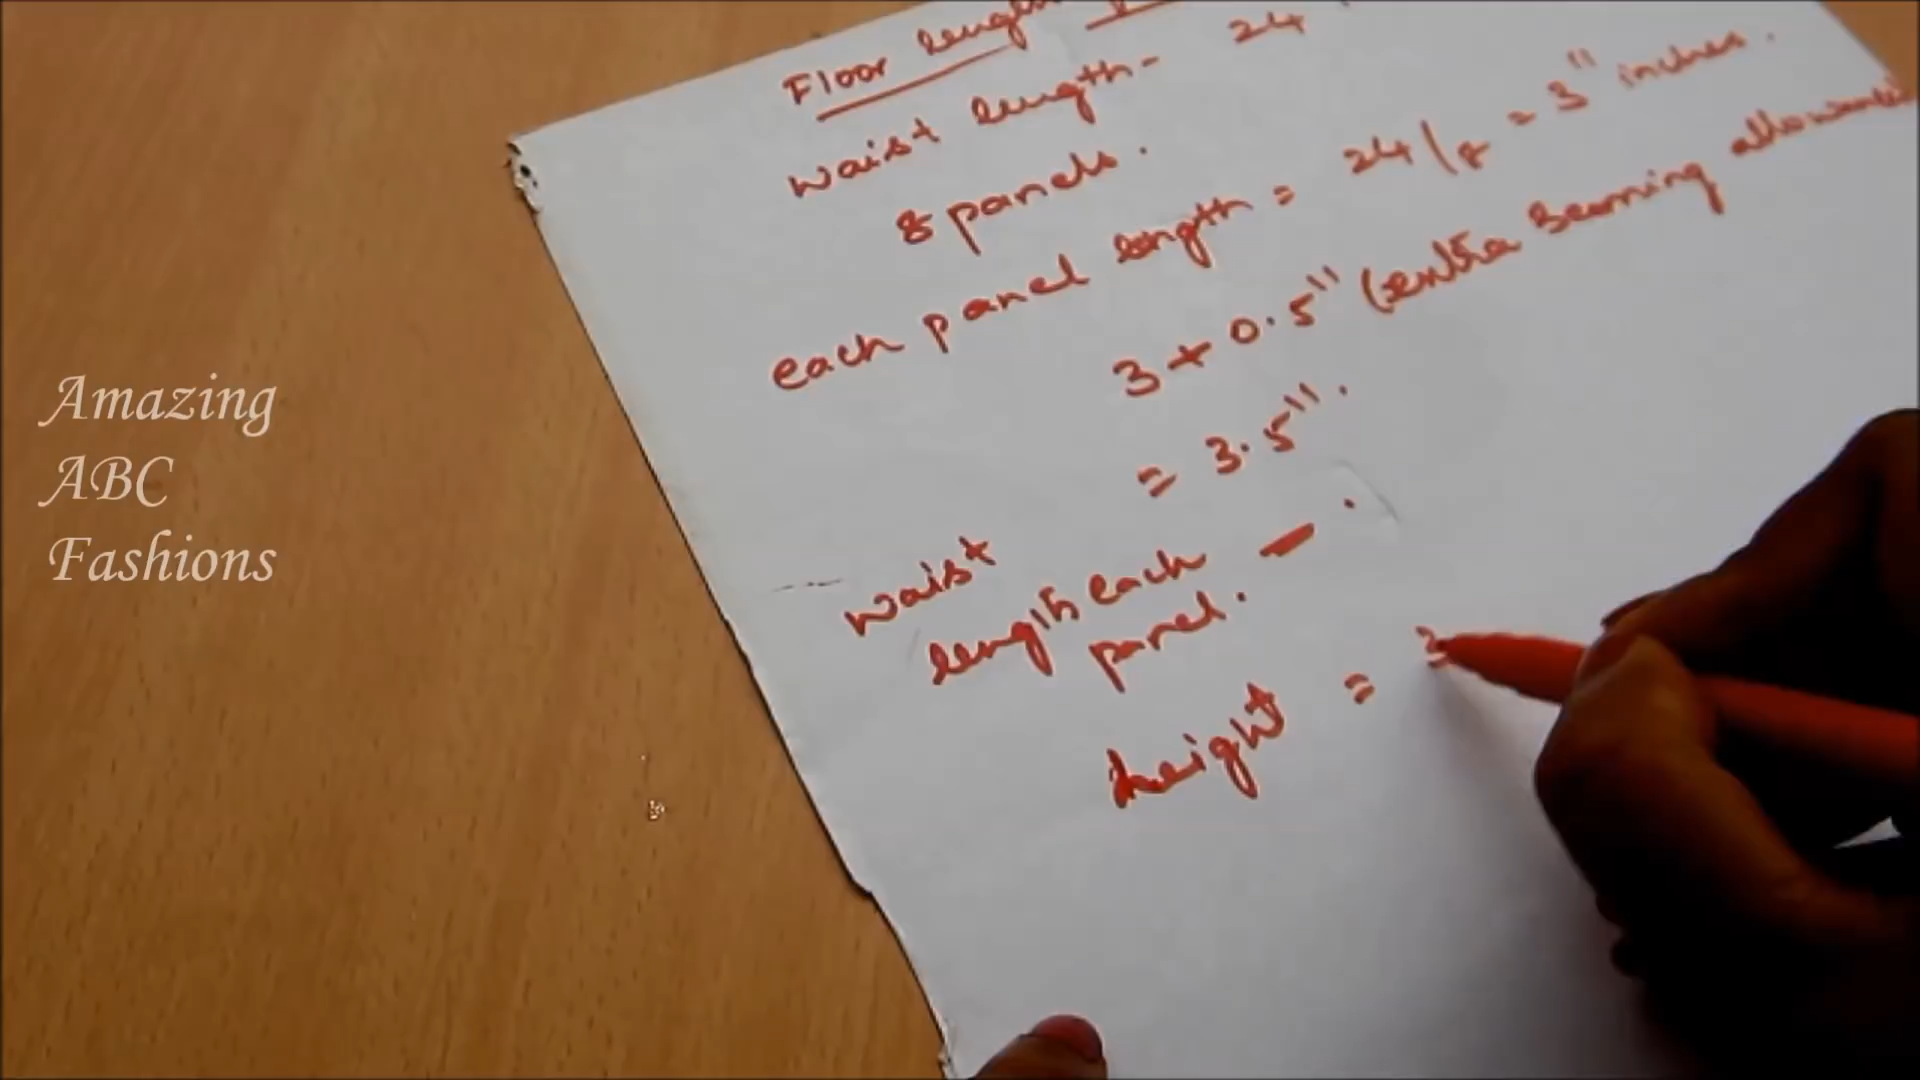 Floor length
waist length- 24
8 panels.
each panel length = 24/8 = 3" inches.
3+0.5" (extra seaming allowance
= 3.5".
waist
length each -
panel.
height = 3
Amazing
ABC
Fashions